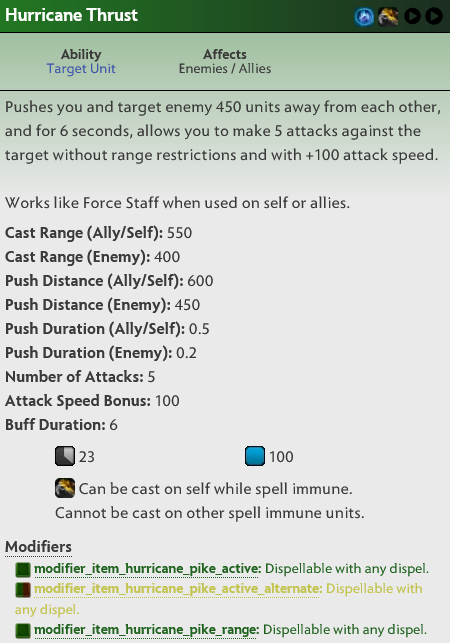 Hurricane Thrust
Ability
Target Unit
Affects
Enemies / Allies
Pushes you and target enemy 450 units away from each other,
and for 6 seconds, allows you to make 5 attacks against the
target without range restrictions and with +100 attack speed.
Works like Force Staff when used on self or allies.
Cast Range (Ally/Self): 550
Cast Range (Enemy): 400
Push Distance (Ally/Self): 600
Push Distance (Enemy): 450
Push Duration (Ally/Self): 0.5
Push Duration (Enemy): 0.2
Number of Attacks: 5
Attack Speed Bonus: 100
Buff Duration: 6
23
100
Can be cast on self while spell immune.
Cannot be cast on other spell immune units.
Modifiers
modifier_item_hurricane_pike_active: Dispellable with any dispel.
modifier_item_hurricane_pike_active_alternate: Dispellable with
any dispel.
modifier_item_hurricane_pike_range: Dispellable with any dispel.